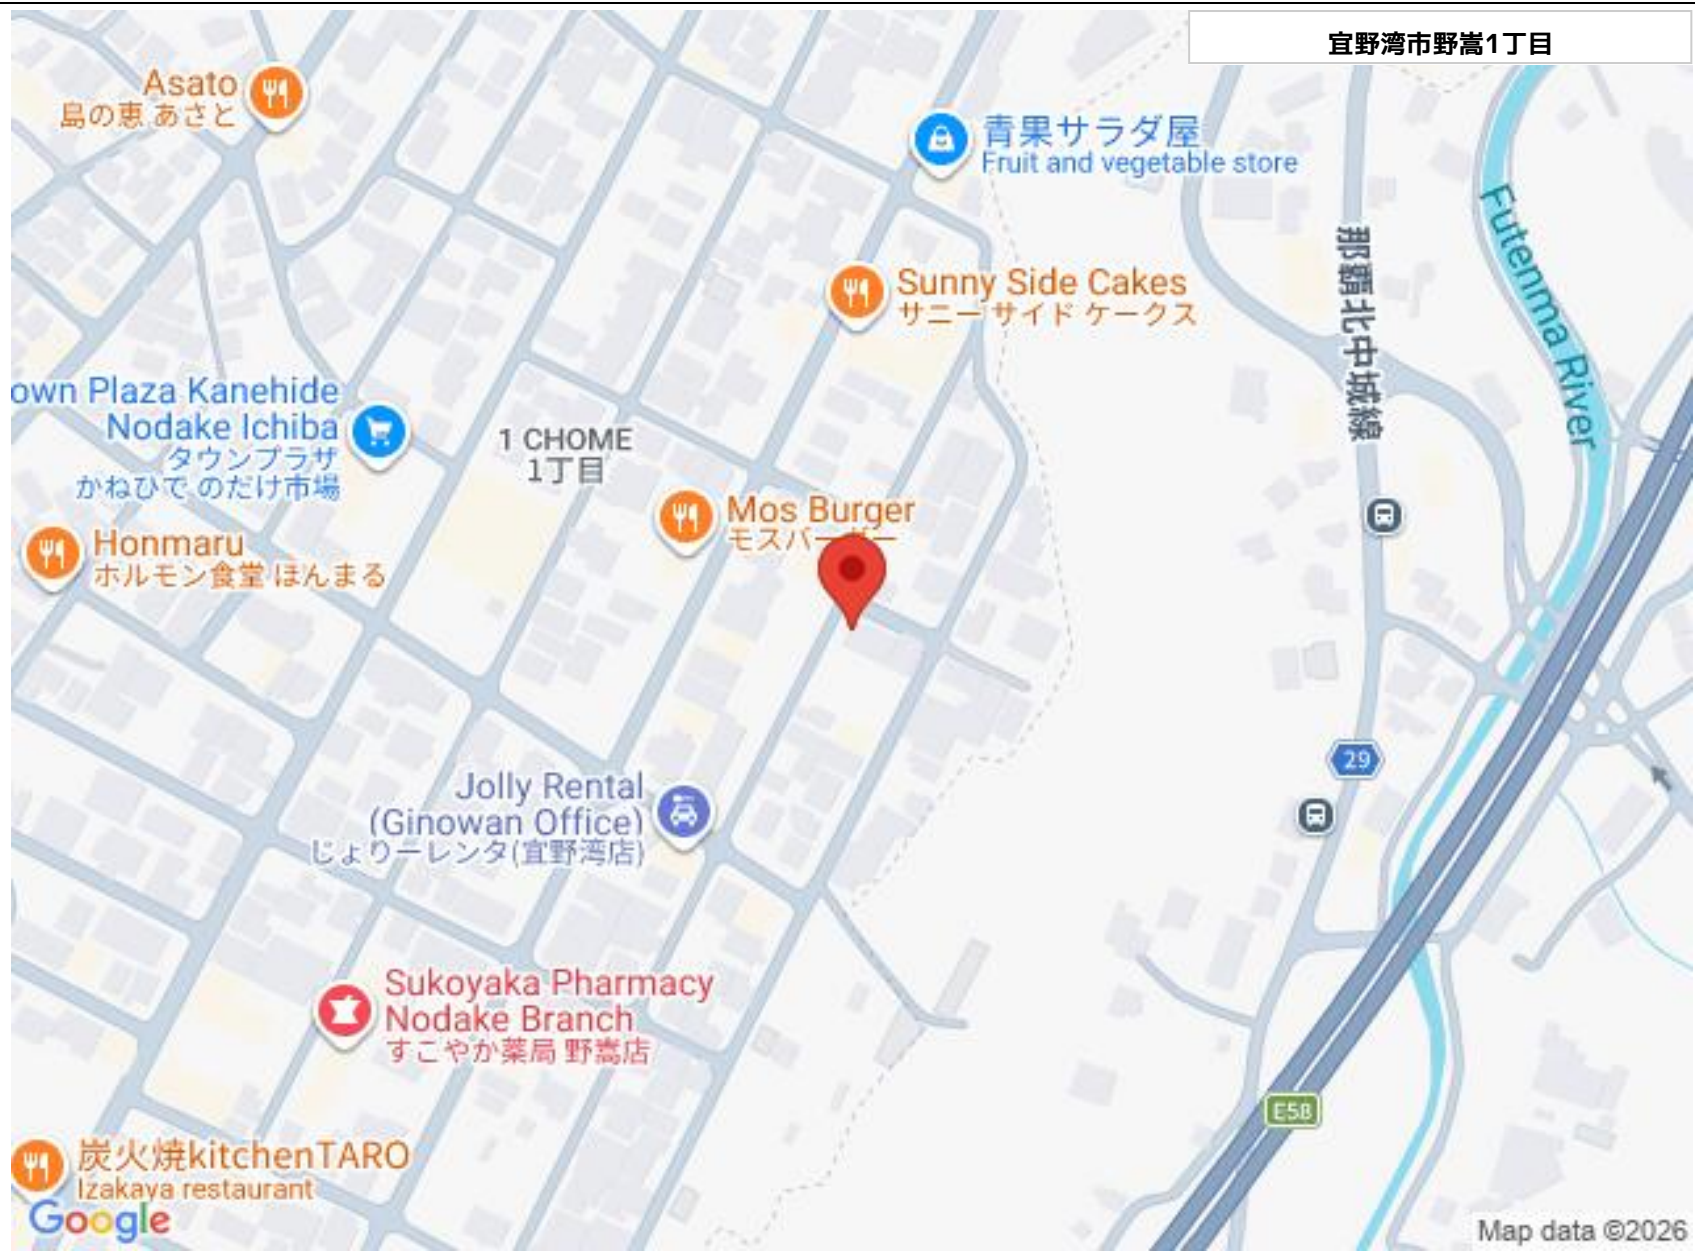 宜野湾市野嵩1丁目
Asato
島の恵 あさと
青果サラダ屋
Fruit and vegetable store
Futenma River
那覇北中城線
Sunny Side Cakes
サニー サイド ケークス
own Plaza Kanehide
Nodake Ichiba
タウンプラザ
かねひで のだけ市場
1 CHOME
1丁目
Mos Burger
モスバーガー
Honmaru
ホルモン食堂 ほんまる
29
Jolly Rental
(Ginowan Office)
じょりーレンタ(宜野湾店)
Sukoyaka Pharmacy
Nodake Branch
すこやか薬局 野嵩店
E58
炭火焼kitchenTARO
Izakaya restaurant
Google
Map data ©2026